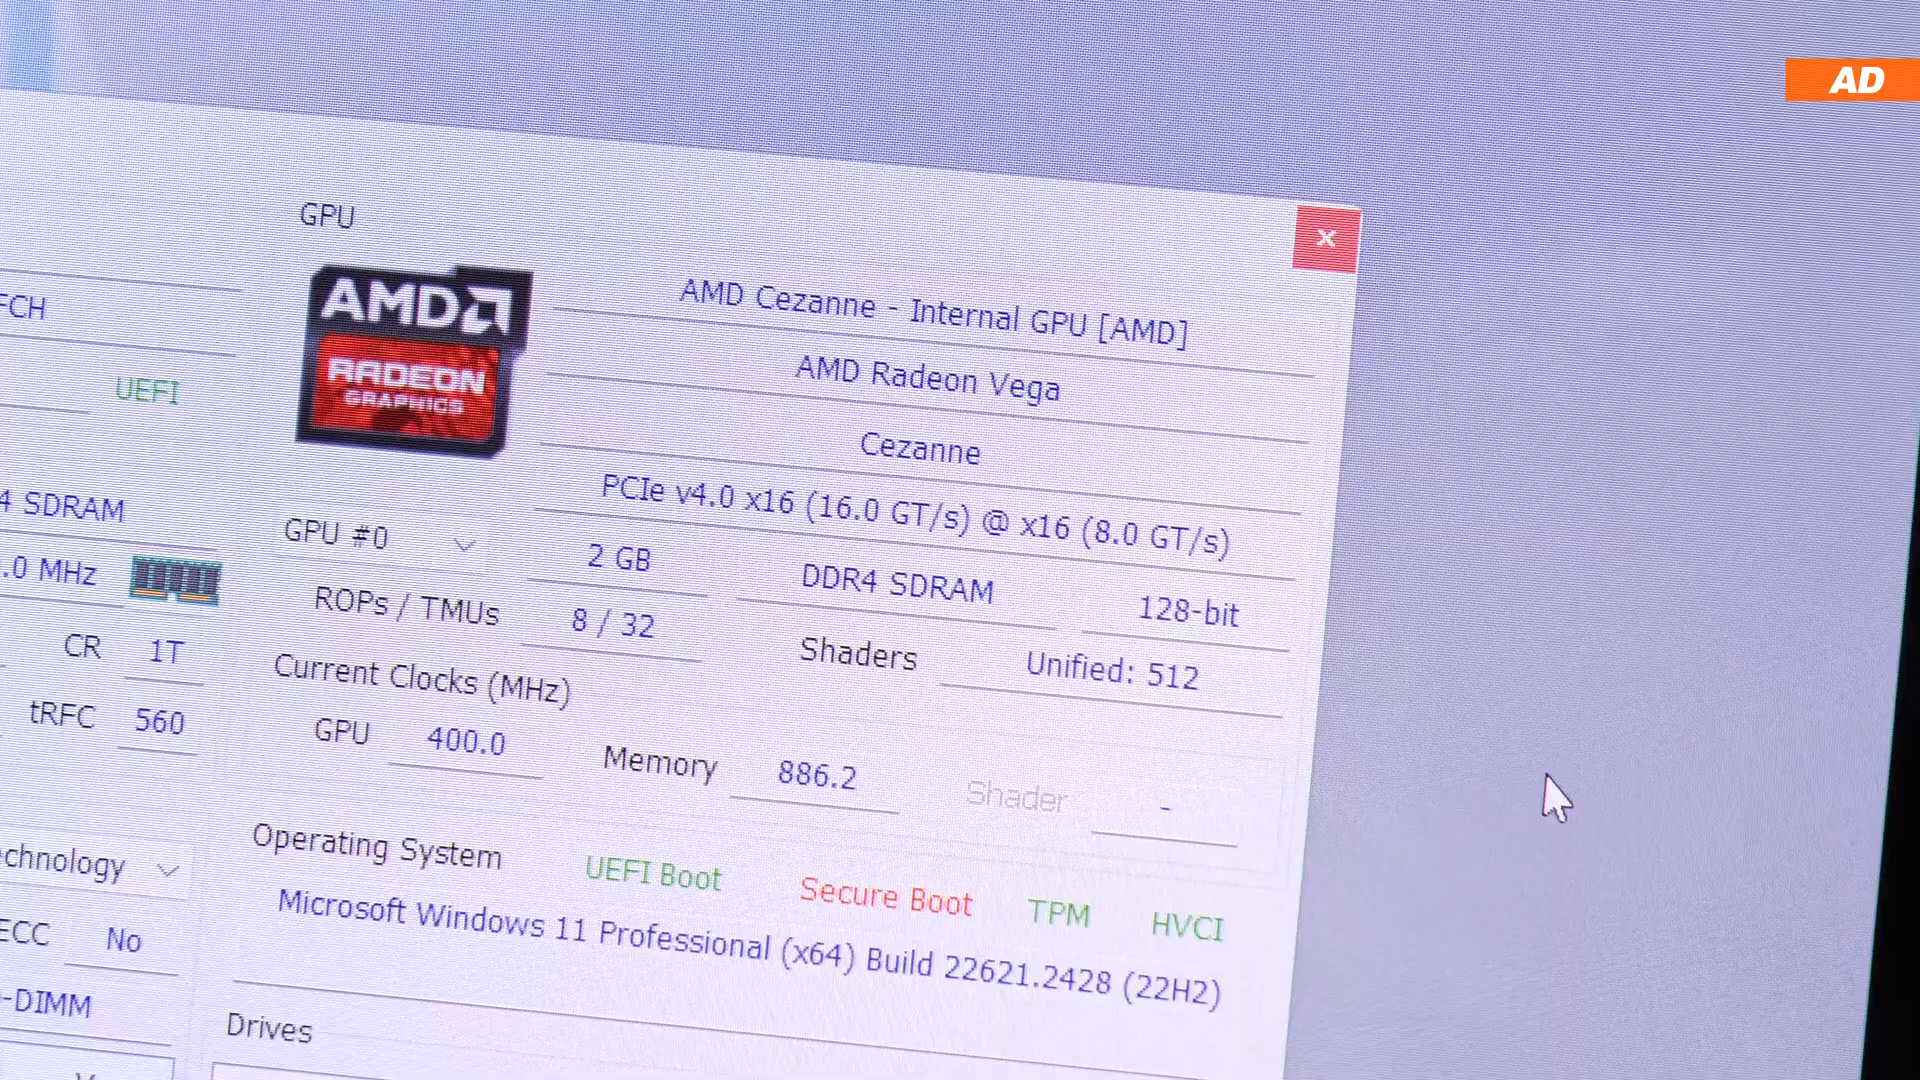 AD
GPU
AMD
RADEON
GRAPHICS
AMD Cezanne - Internal GPU [AMD]
AMD Radeon Vega
Cezanne
PCIe v4.0 x16 (16.0 GT/s) @ x16 (8.0 GT/s)
GPU #0
2 GB
DDR4 SDRAM
128-bit
ROPs / TMUs
8 / 32
Shaders
Unified: 512
Current Clocks (MHz)
GPU
400.0
Memory
886.2
Shader
-
Operating System
UEFI Boot
Secure Boot
TPM
HVCI
Microsoft Windows 11 Professional (x64) Build 22621.2428 (22H2)
Drives
FCH
UEFI
4 SDRAM
.0 MHz
CR
1T
tRFC
560
chnology
ECC
No
-DIMM